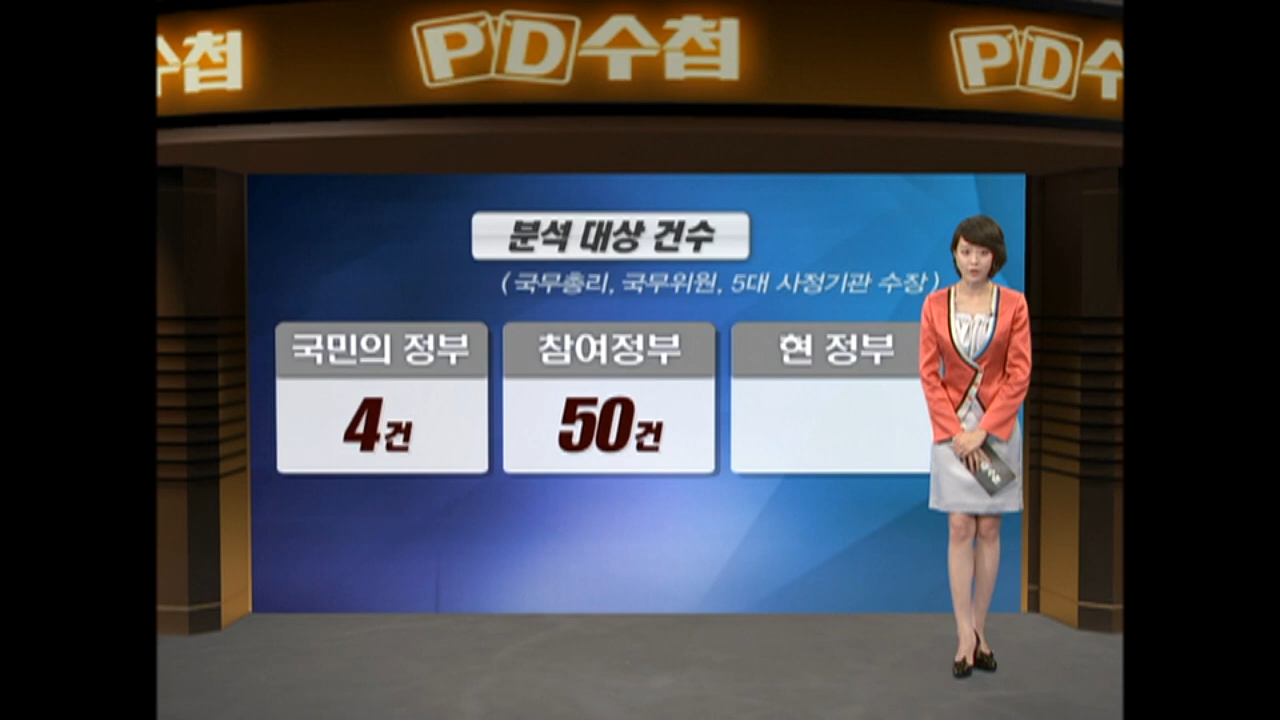 수첩
PD수첩
PD수
분석 대상 건수
(국무총리, 국무위원, 5대 사정기관 수장)
국민의 정부
참여정부
현 정부
4건
50건